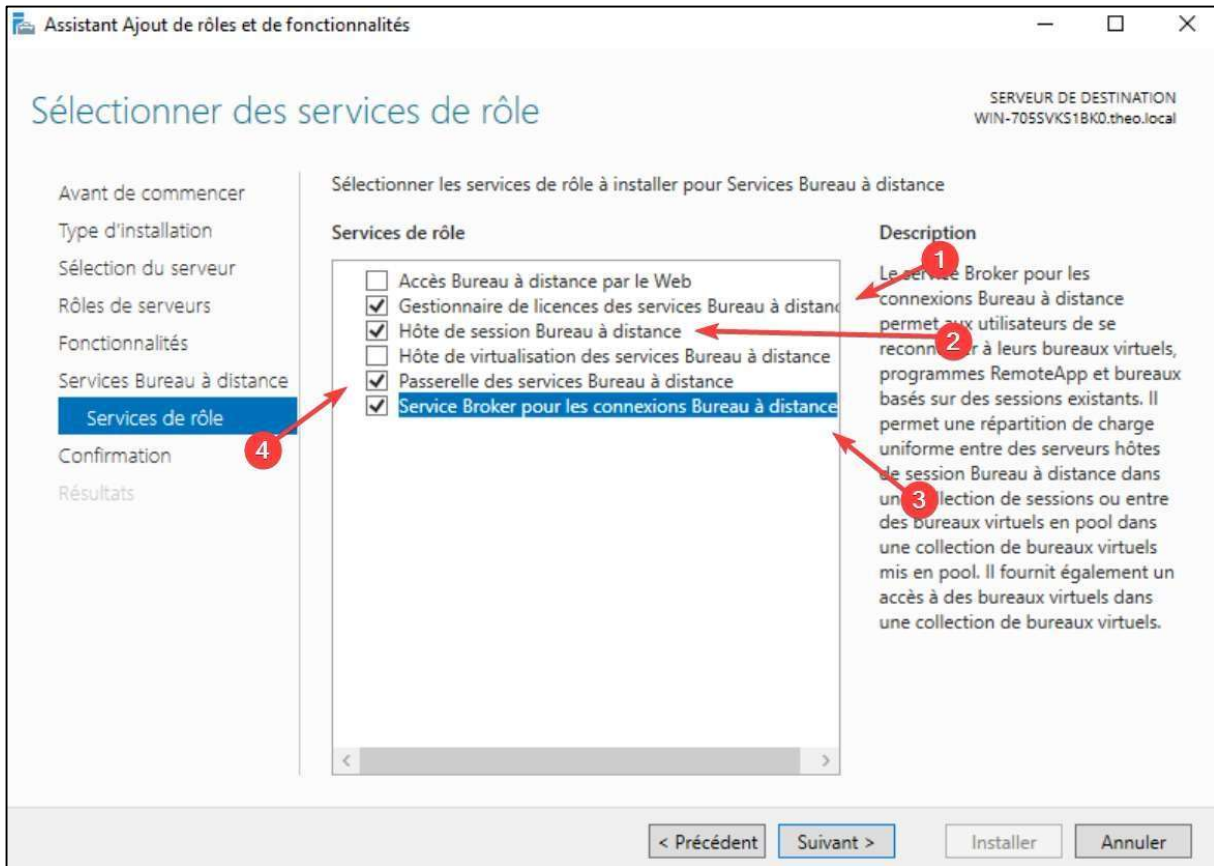 Assistant Ajout de rôles et de fonctionnalités
Sélectionner des services de rôle
SERVEUR DE DESTINATION
WIN-705SVKS1BK0.theo.local
Avant de commencer
Type d'installation
Sélection du serveur
Rôles de serveurs
Fonctionnalités
Services Bureau à distance
Services de rôle
Confirmation
Résultats
Sélectionner les services de rôle à installer pour Services Bureau à distance
Services de rôle
Accès Bureau à distance par le Web
Gestionnaire de licences des services Bureau à distanc
Hôte de session Bureau à distance
Hôte de virtualisation des services Bureau à distance
Passerelle des services Bureau à distance
Service Broker pour les connexions Bureau à distance
1
2
3
4
Description
Le service Broker pour les
connexions Bureau à distance
permet aux utilisateurs de se
à leurs bureaux virtuels,
programmes RemoteApp et bureaux
basés sur des sessions existants. Il
permet une répartition de charge
uniforme entre des serveurs hôtes
de session Bureau à distance dans
une collection de sessions ou entre
des bureaux virtuels en pool dans
une collection de bureaux virtuels
mis en pool. Il fournit également un
accès à des bureaux virtuels dans
une collection de bureaux virtuels.
< Précédent
Suivant >
Installer
Annuler